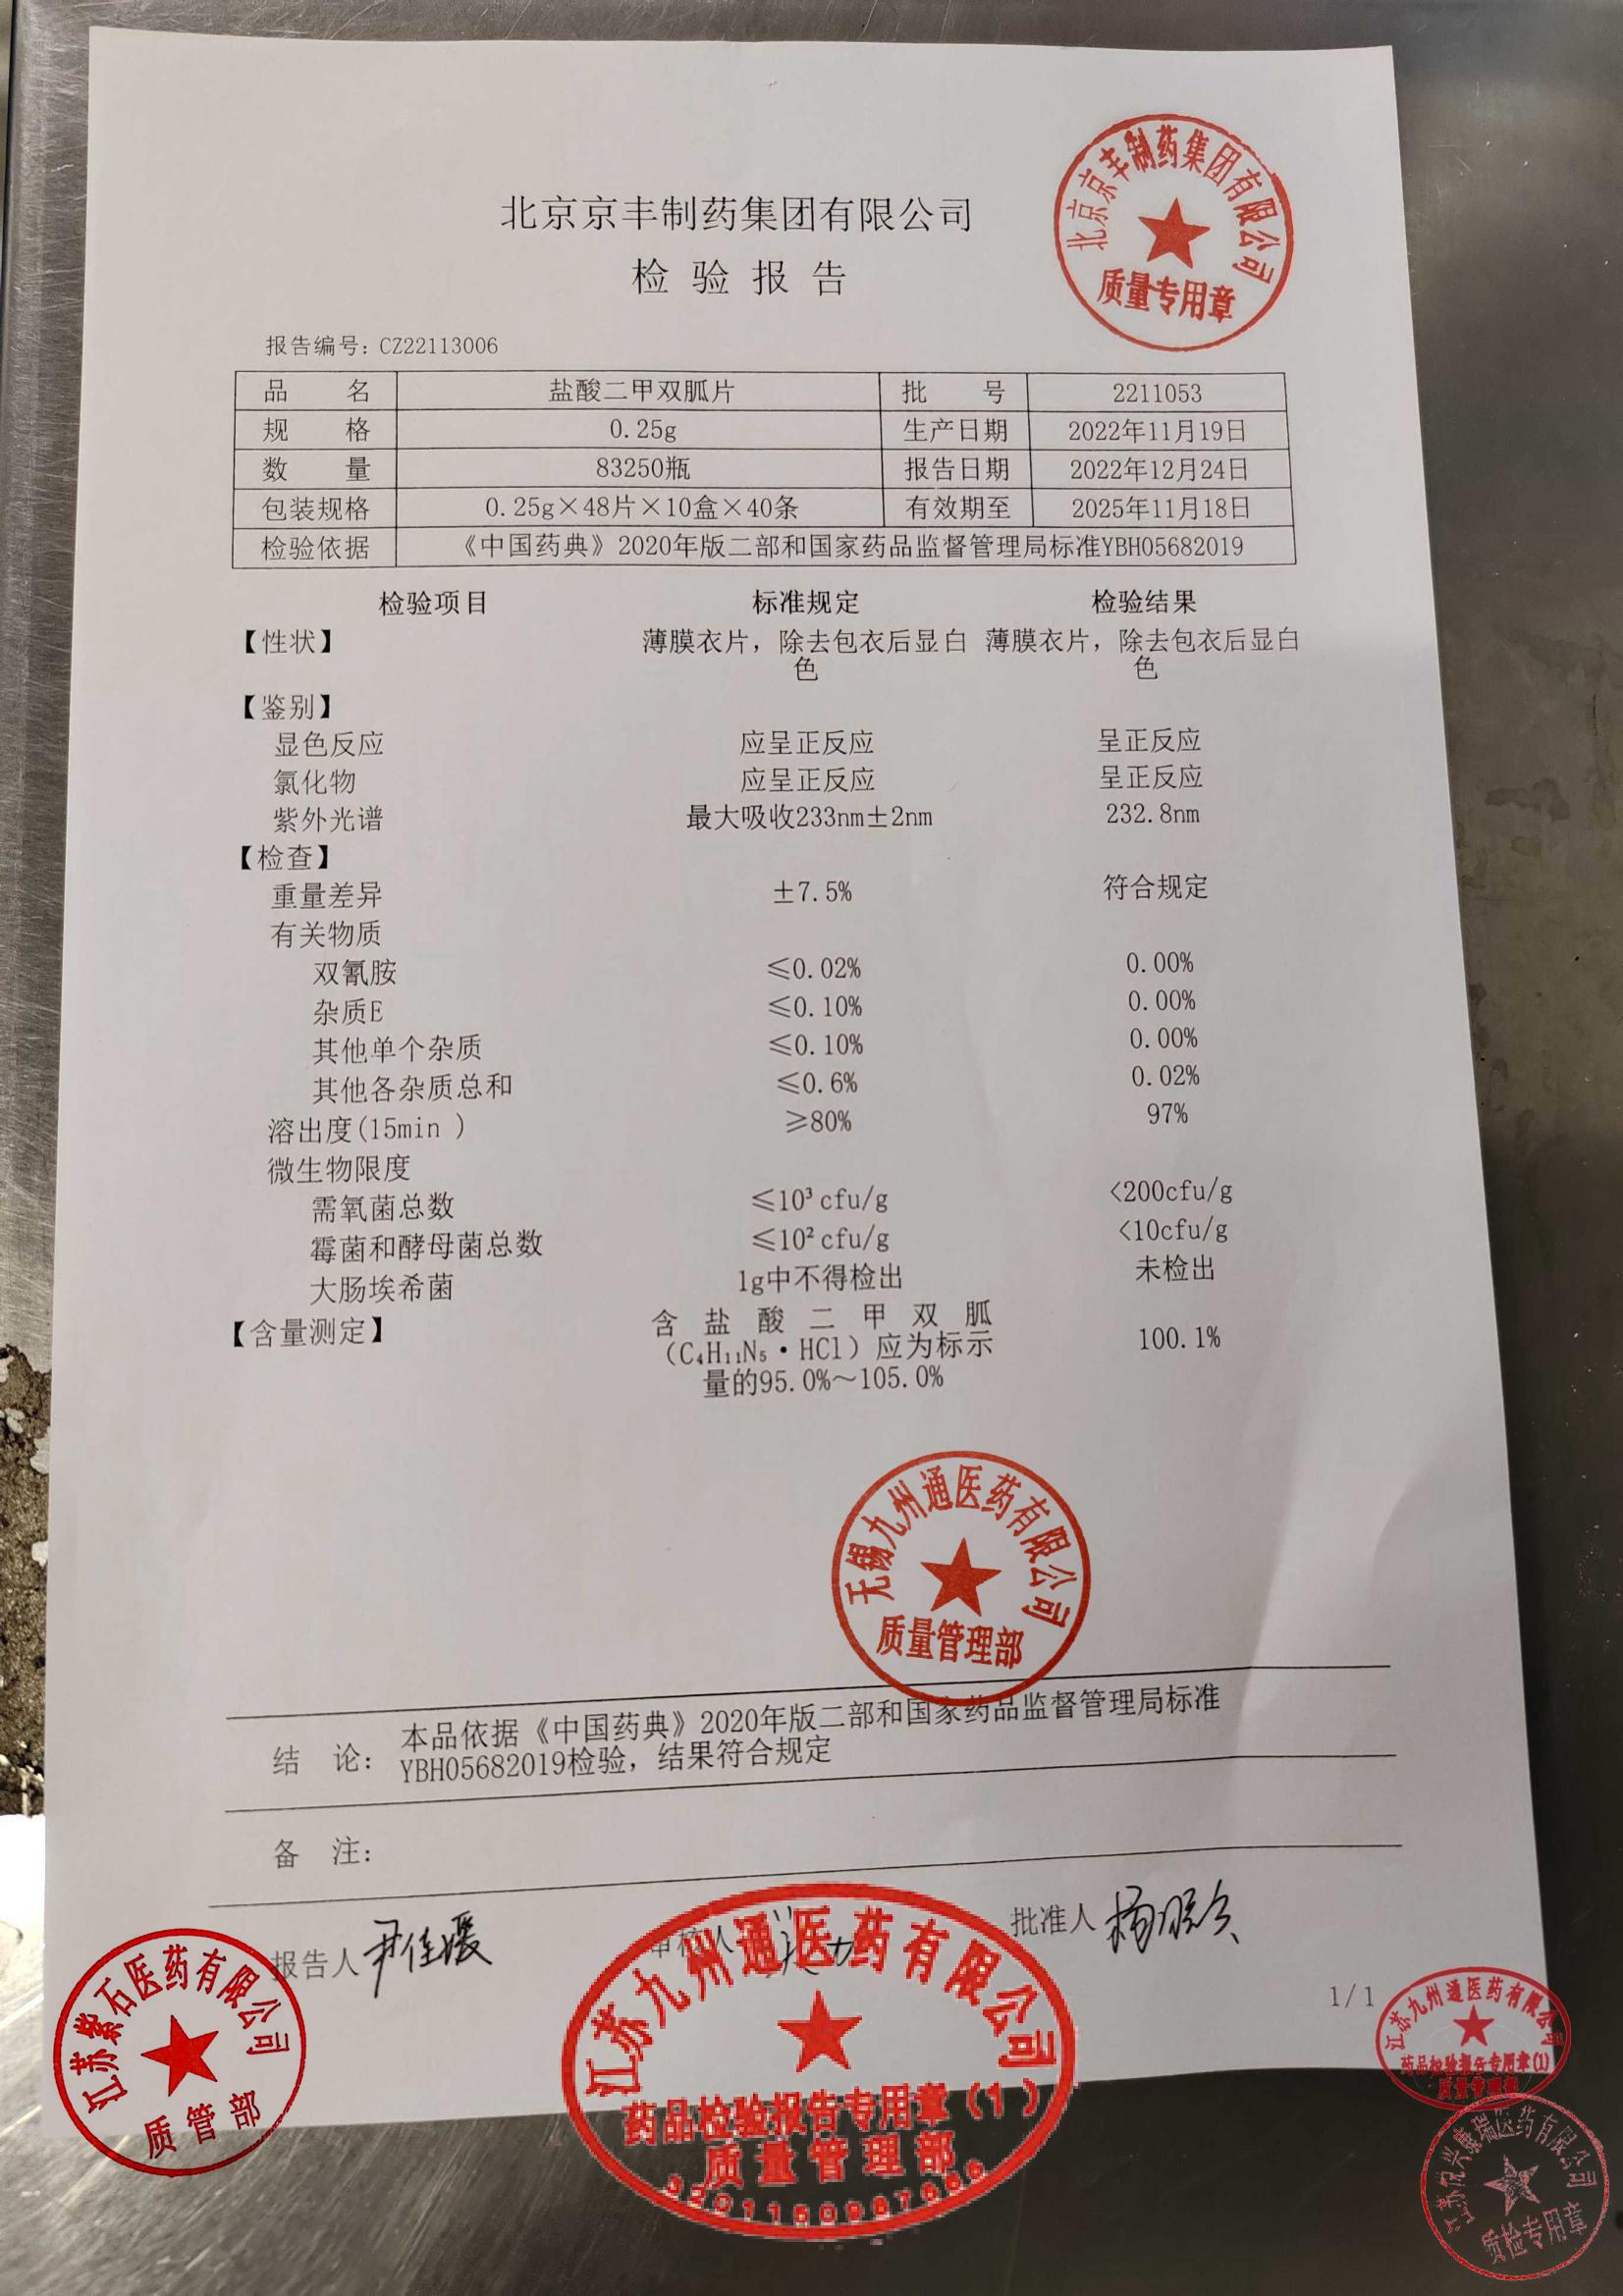 北京京丰制药集团有限公司
检验报告
北京京丰制药集团有限公司
质量专用章
报告编号：CZ22113006
品 名 盐酸二甲双胍片 批 号 2211053
规 格 0.25g 生产日期 2022年11月19日
数 量 83250瓶 报告日期 2022年12月24日
包装规格 0.25g×48片×10盒×40条 有效期至 2025年11月18日
检验依据 《中国药典》2020年版二部和国家药品监督管理局标准YBH05682019
检验项目 标准规定 检验结果
【性状】 薄膜衣片，除去包衣后显白 薄膜衣片，除去包衣后显白
色 色
【鉴别】
显色反应 应呈正反应 呈正反应
氯化物 应呈正反应 呈正反应
紫外光谱 最大吸收233nm±2nm 232.8nm
【检查】
重量差异 ±7.5% 符合规定
有关物质
双氰胺 ≤0.02% 0.00%
杂质E ≤0.10% 0.00%
其他单个杂质 ≤0.10% 0.00%
其他各杂质总和 ≤0.6% 0.02%
溶出度(15min ) ≥80% 97%
微生物限度
需氧菌总数 ≤10³cfu/g <200cfu/g
霉菌和酵母菌总数 ≤10²cfu/g <10cfu/g
大肠埃希菌 1g中不得检出 未检出
【含量测定】 含盐酸二甲双胍 100.1%
（C₄H₁₁N₅·HCl）应为标示
量的95.0%～105.0%
无锡九州通医药有限公司
质量管理部
结 论： 本品依据《中国药典》2020年版二部和国家药品监督管理局标准
YBH05682019检验，结果符合规定
备 注：
报告人 尹佳媛 审核人 批准人
1/1
江苏紫石医药有限公司
质管部
江苏九州通医药有限公司
药品检验报告专用章(1)
质量管理部
江苏九州通医药有限公司
药品检验报告专用章(1)
质量管理部
质检专用章